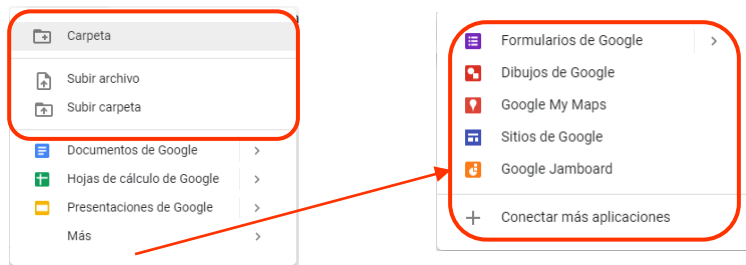 Carpeta
Subir archivo
Subir carpeta
Documentos de Google
Hojas de cálculo de Google
Presentaciones de Google
Más
Formularios de Google
Dibujos de Google
Google My Maps
Sitios de Google
Google Jamboard
Conectar más aplicaciones